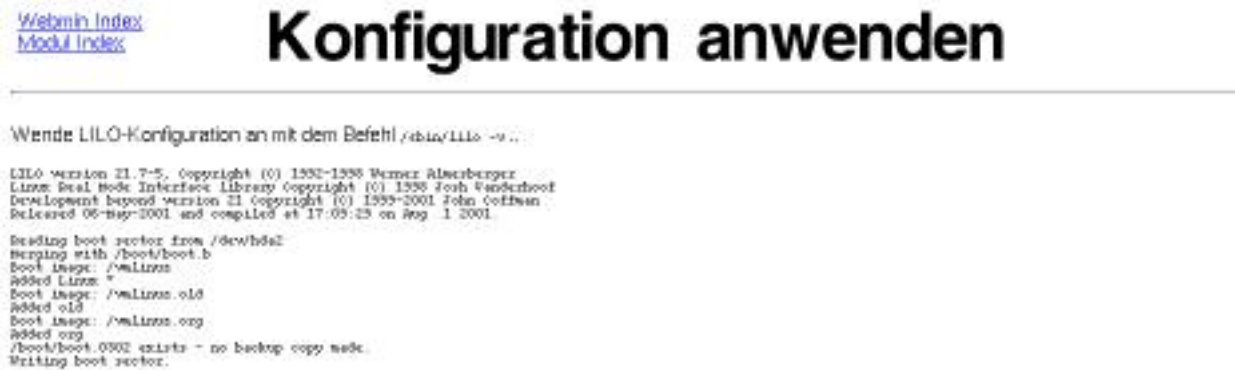 Webmin Index
Modul Index
Konfiguration anwenden
Wende LILO-Konfiguration an mit dem Befehl /sbin/lilo -v ..
LILO version 21.7-5, Copyright (C) 1992-1998 Werner Almesberger
Linux Real Mode Interface Library Copyright (C) 1998 Josh Vanderhoof
Development beyond version 21 Copyright (C) 1999-2001 John Coffman
Released 06-May-2001 and compiled at 17:09:29 on Aug  1 2001.
Reading boot sector from /dev/hda2
Merging with /boot/boot.b
Boot image: /vmlinuz
Added Linux *
Boot image: /vmlinuz.old
Added old
Boot image: /vmlinuz.org
Added org
/boot/boot.0302 exists - no backup copy made.
Writing boot sector.